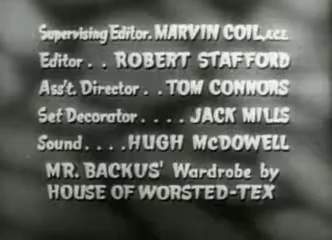 Supervising Editor. MARVIN COIL, A.C.E.
Editor . . ROBERT STAFFORD
Ass't. Director . . TOM CONNORS
Set Decorator . . . . JACK MILLS
Sound . . . . HUGH McDOWELL
MR. BACKUS' Wardrobe by
HOUSE OF WORSTED-TEX